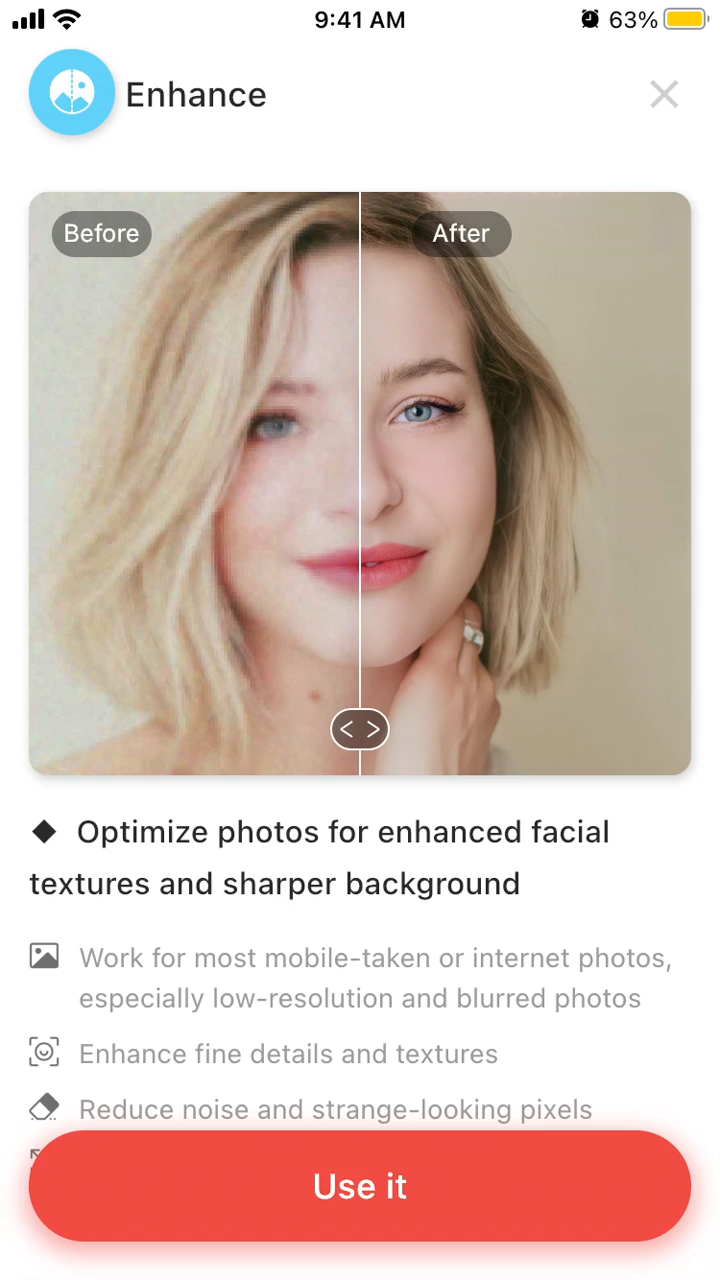 9:41 AM
63%
Enhance
Before
After
Optimize photos for enhanced facial
textures and sharper background
Work for most mobile-taken or internet photos,
especially low-resolution and blurred photos
Enhance fine details and textures
Reduce noise and strange-looking pixels
Use it